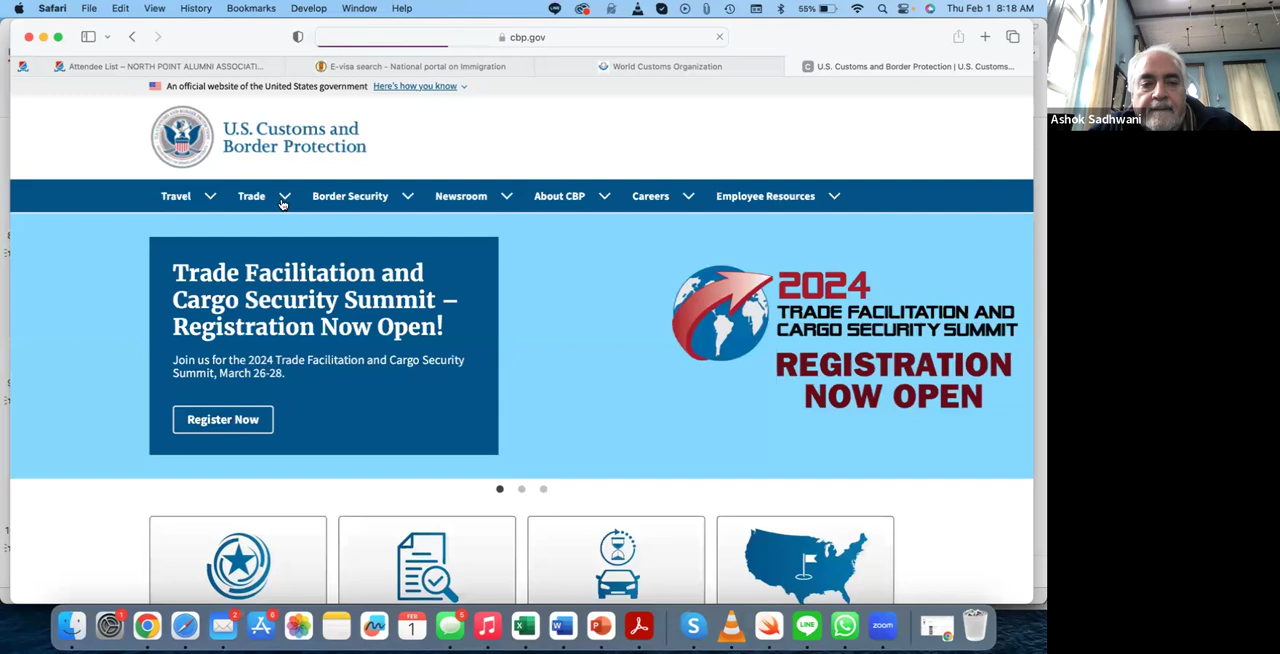 Safari File Edit View History Bookmarks Develop Window Help 55% Thu Feb 1 8:18 AM
cbp.gov
Attendee List – NORTH POINT ALUMNI ASSOCIATI... E-visa search - National portal on Immigration World Customs Organization U.S. Customs and Border Protection | U.S. Customs...
An official website of the United States government Here's how you know
U.S. Customs and
Border Protection
Travel Trade Border Security Newsroom About CBP Careers Employee Resources
Trade Facilitation and
Cargo Security Summit –
Registration Now Open!
Join us for the 2024 Trade Facilitation and Cargo Security
Summit, March 26-28.
Register Now
2024
TRADE FACILITATION AND
CARGO SECURITY SUMMIT
REGISTRATION
NOW OPEN
Ashok Sadhwani
FEB
1
zoom
LINE